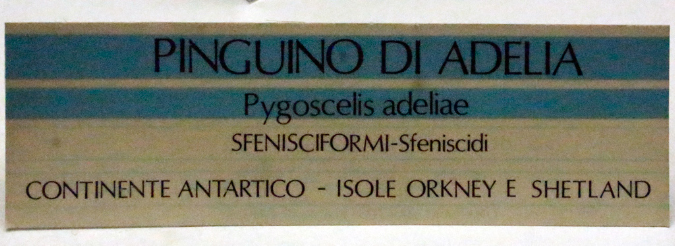 PINGUINO DI ADELIA
Pygoscelis adeliae
SFENISCIFORMI-Sfeniscidi
CONTINENTE ANTARTICO - ISOLE ORKNEY E SHETLAND